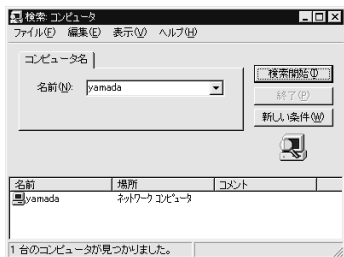 検索: コンピュータ
ファイル(F) 編集(E) 表示(V) ヘルプ(H)
コンピュータ名
名前(N): yamada
検索開始(I)
終了(P)
新しい条件(W)
名前 場所 コメント
yamada ネットワーク コンピュータ
1 台のコンピュータが見つかりました。